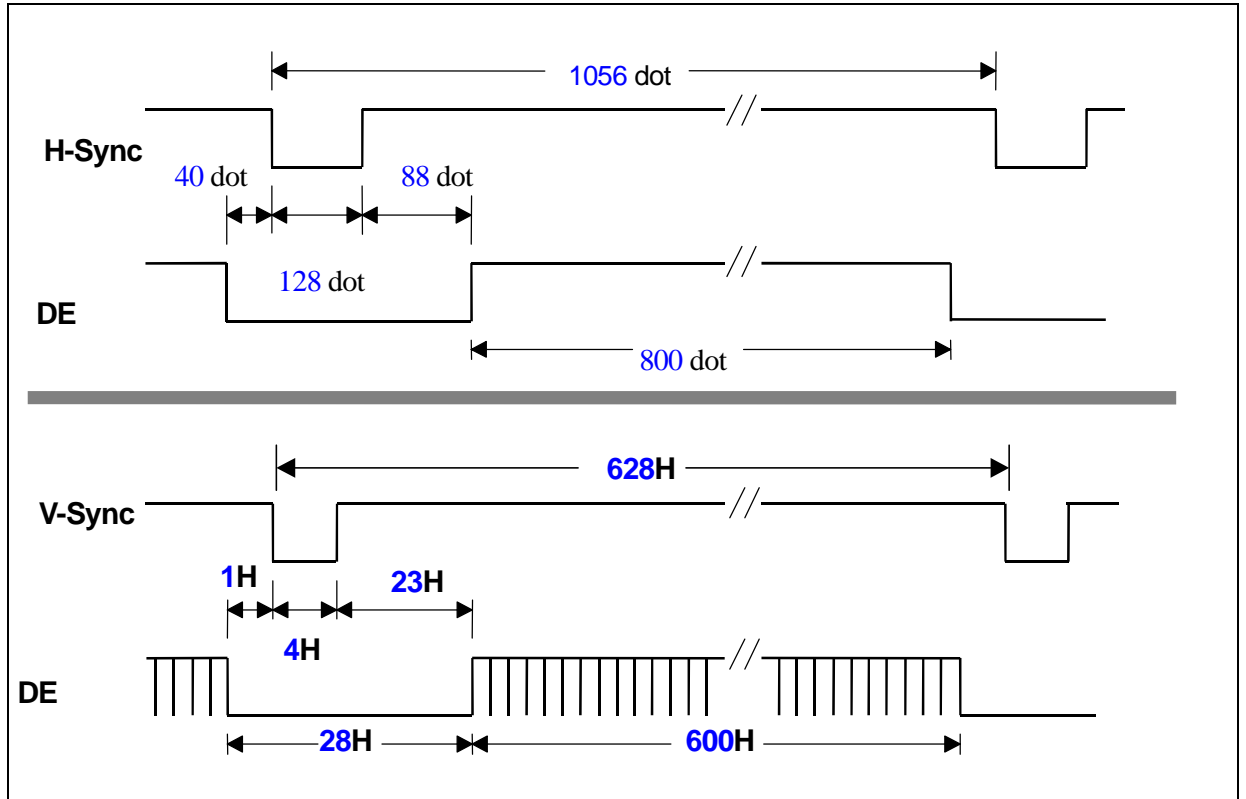 1056 dot
H-Sync
40 dot
88 dot
128 dot
DE
800 dot
628H
V-Sync
1H
23H
4H
DE
28H
600H